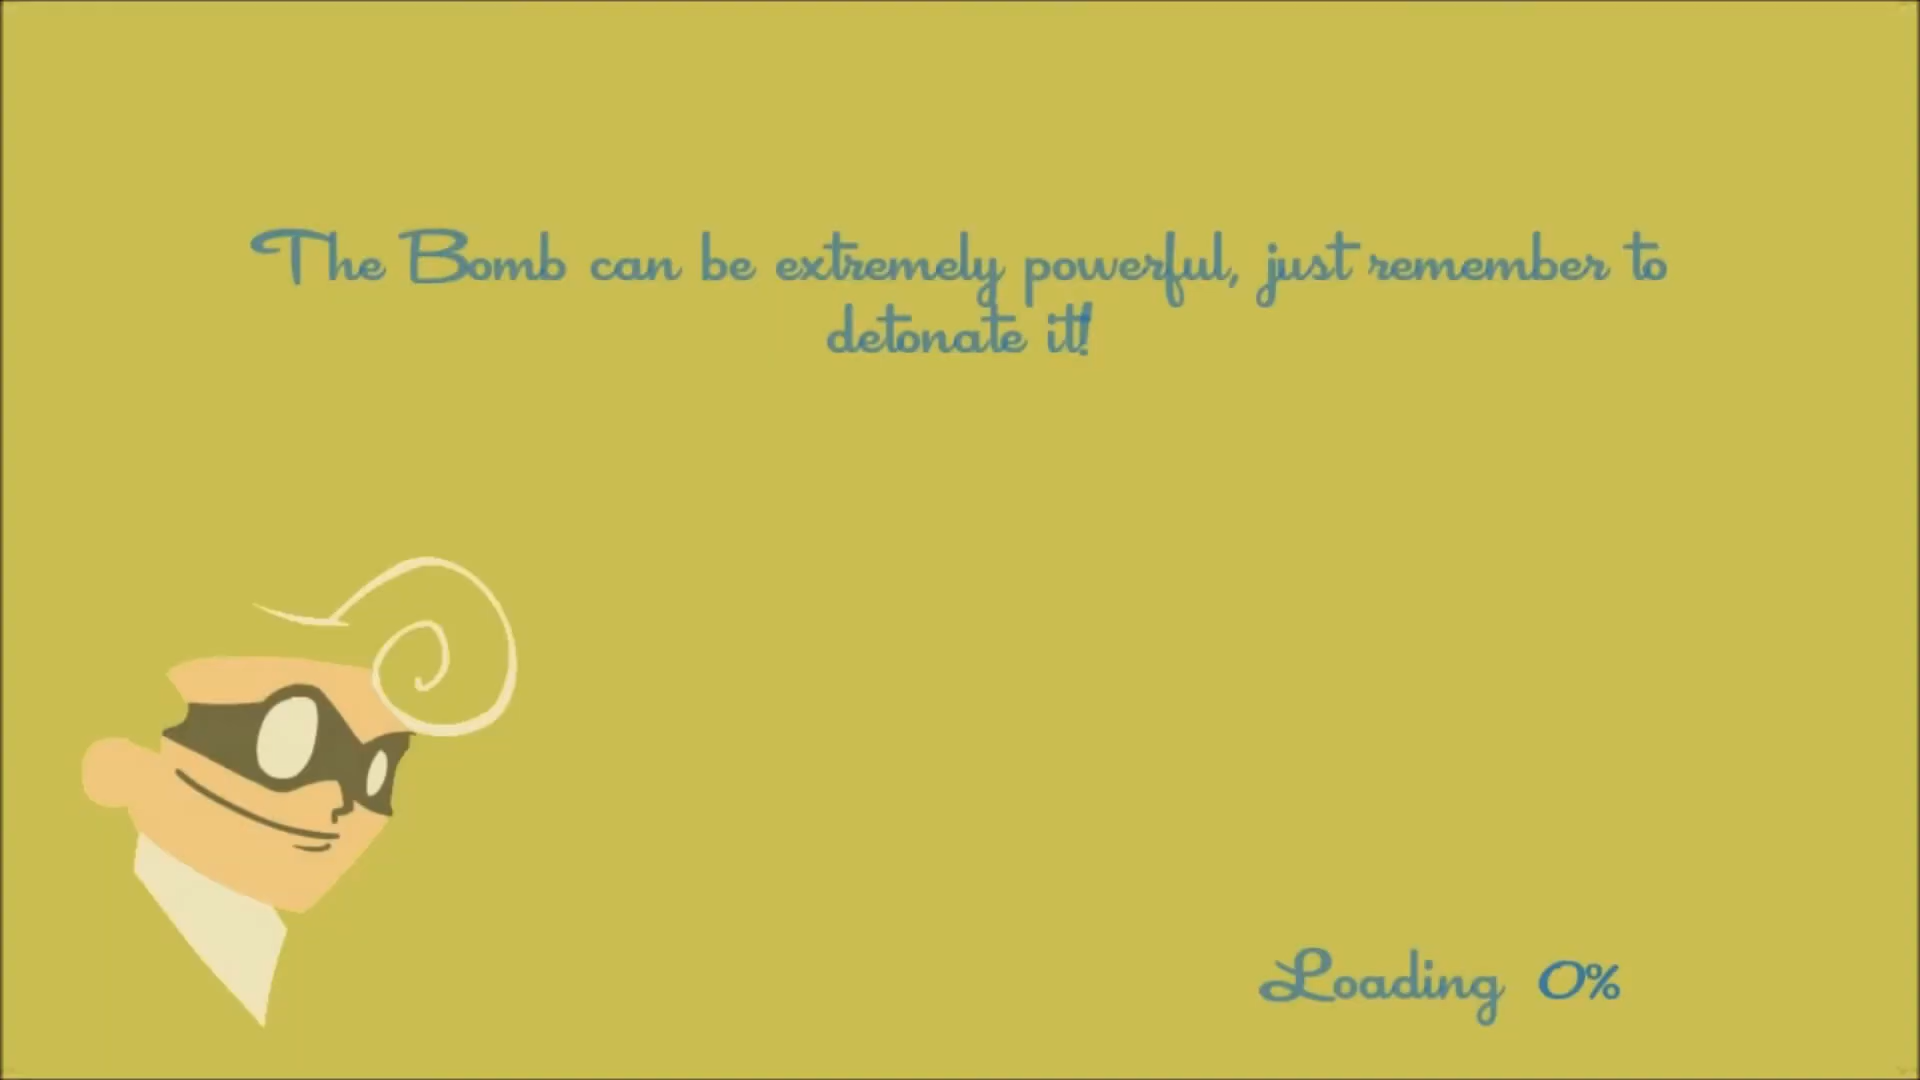 The Bomb can be extremely powerful, just remember to
detonate it!
Loading 0%